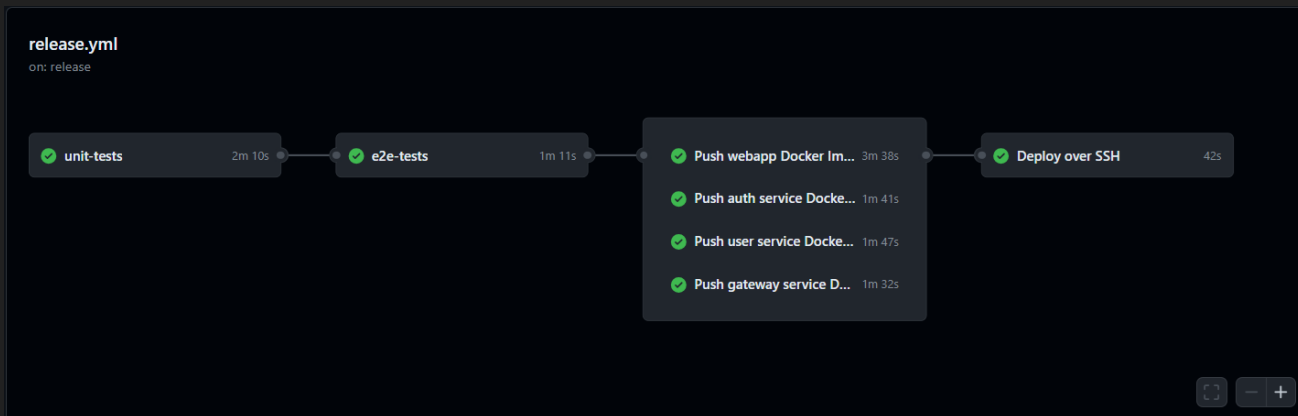 release.yml
on: release
unit-tests 2m 10s
e2e-tests 1m 11s
Push webapp Docker Im... 3m 38s
Push auth service Docke... 1m 41s
Push user service Docke... 1m 47s
Push gateway service D... 1m 32s
Deploy over SSH 42s